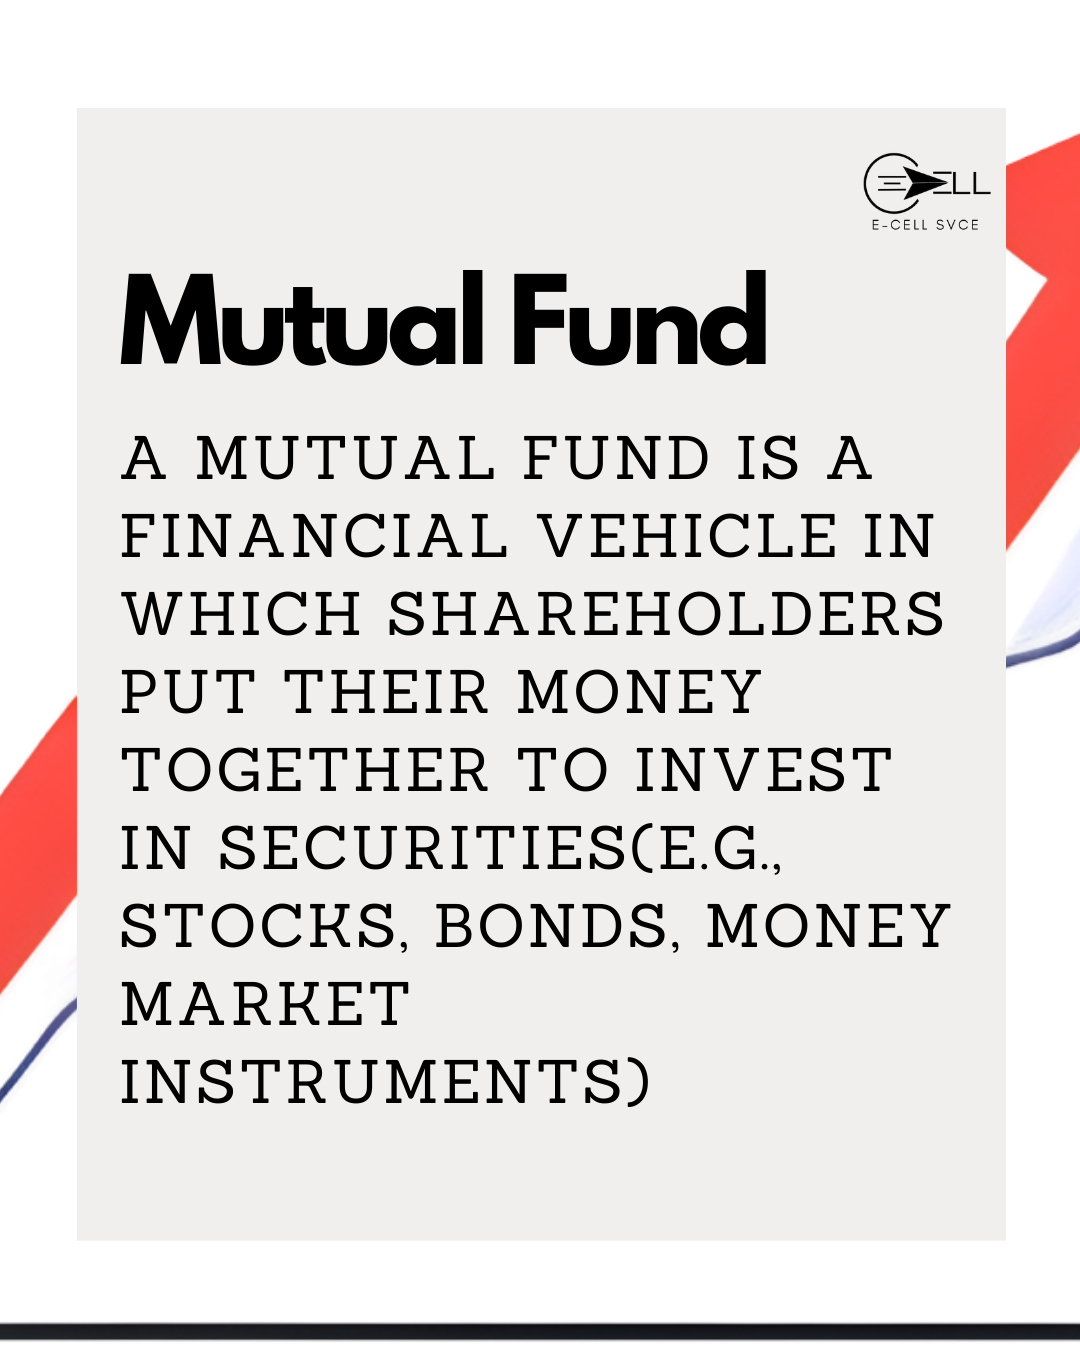 ELL
E-CELL SVCE
Mutual Fund
A MUTUAL FUND IS A
FINANCIAL VEHICLE IN
WHICH SHAREHOLDERS
PUT THEIR MONEY
TOGETHER TO INVEST
IN SECURITIES(E.G.,
STOCKS, BONDS, MONEY
MARKET
INSTRUMENTS)